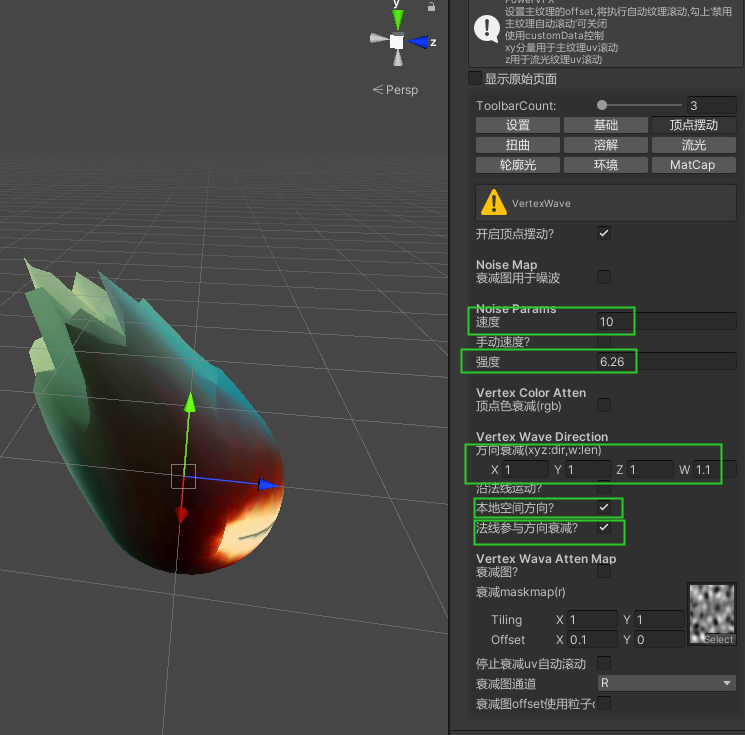 y
z
Persp
PowerVFX
设置主纹理的offset,将执行自动纹理滚动,勾上'禁用
主纹理自动滚动'可关闭
使用customData控制
xy分量用于主纹理uv滚动
z用于流光纹理uv滚动
显示原始页面
ToolbarCount: 3
设置 基础 顶点摆动
扭曲 溶解 流光
轮廓光 环境 MatCap
VertexWave
开启顶点摆动?
Noise Map
衰减图用于噪波
Noise Params
速度 10
手动速度?
强度 6.26
Vertex Color Atten
顶点色衰减(rgb)
Vertex Wave Direction
方向衰减(xyz:dir,w:len)
X 1 Y 1 Z 1 W 1.1
沿法线运动?
本地空间方向?
法线参与方向衰减?
Vertex Wava Atten Map
衰减图?
衰减maskmap(r)
Tiling X 1 Y 1
Offset X 0.1 Y 0
Select
停止衰减uv自动滚动
衰减图通道 R
衰减图offset使用粒子c